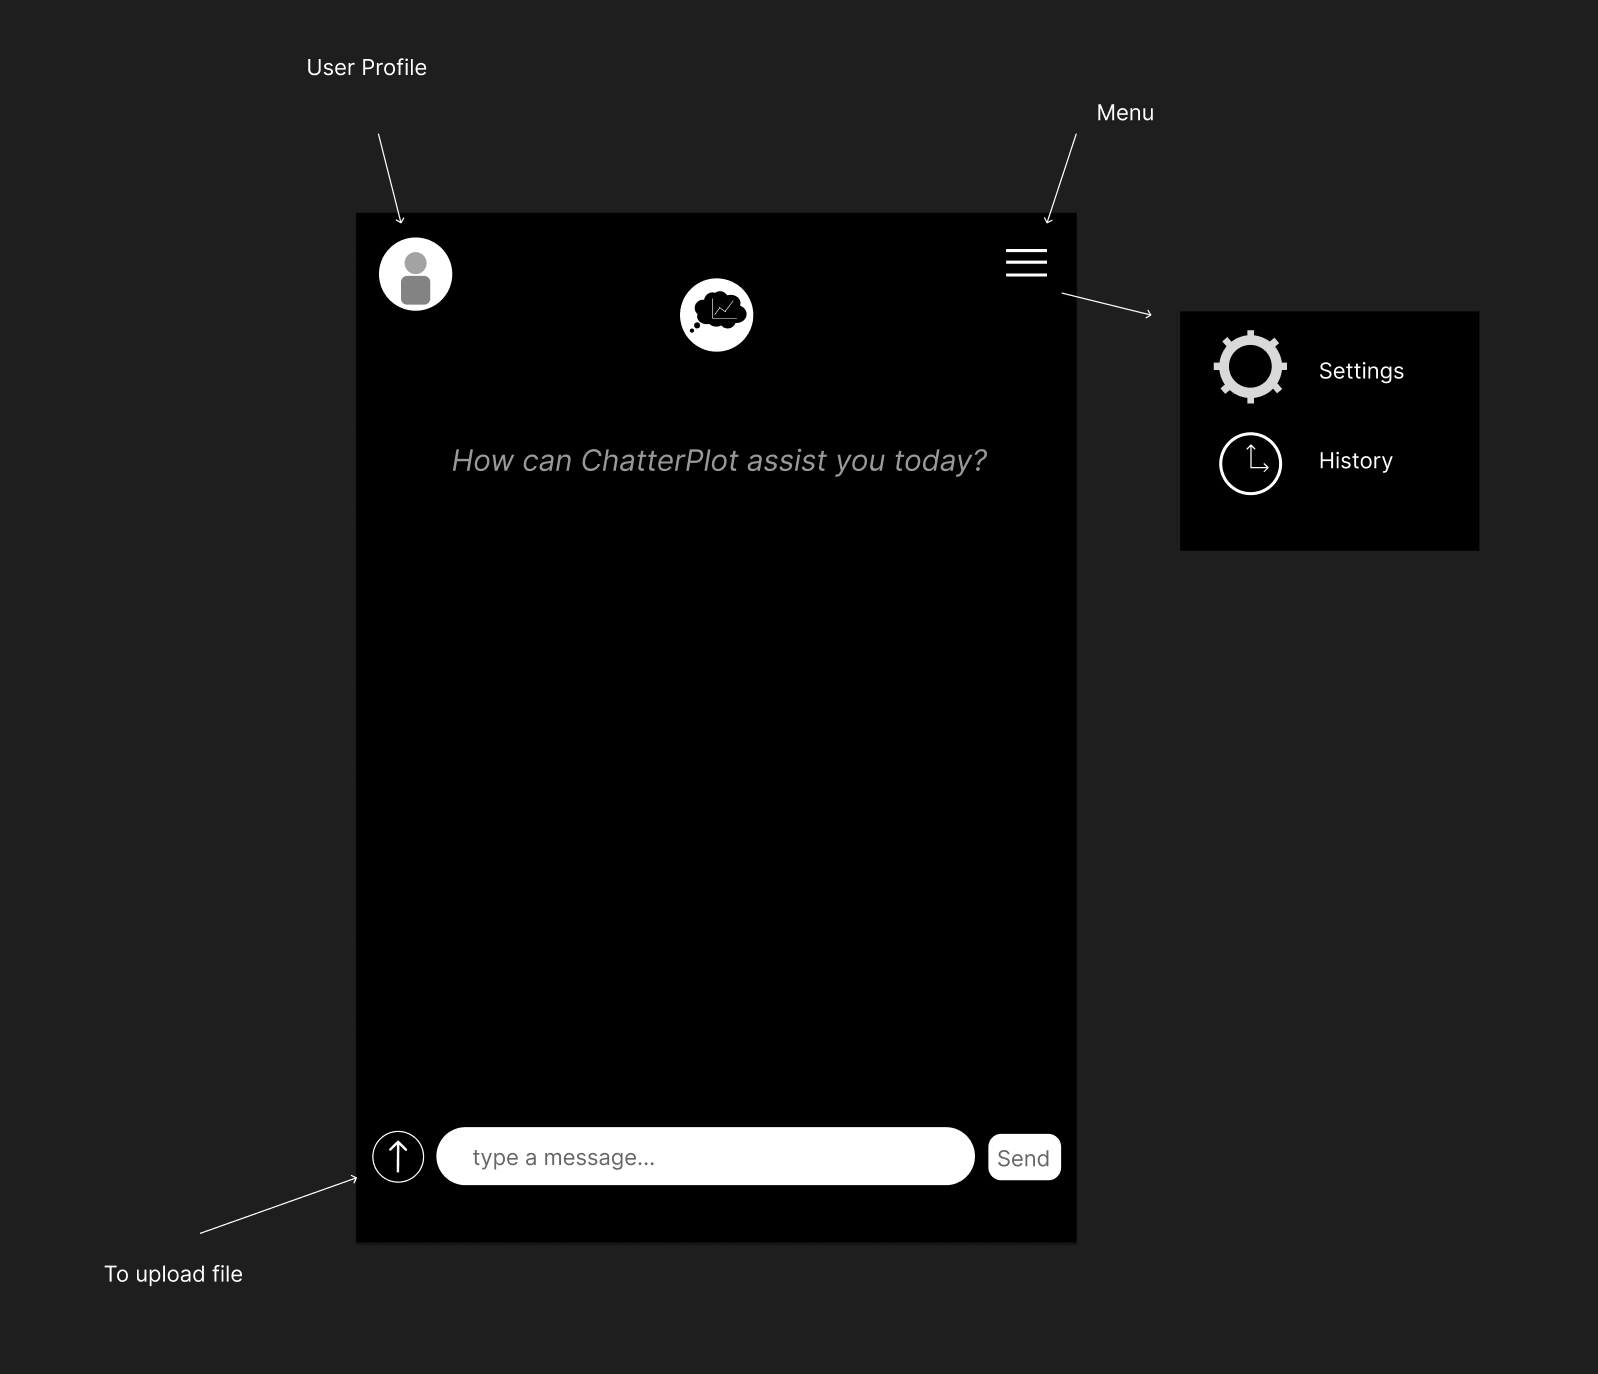 User Profile
Menu
Settings
How can ChatterPlot assist you today?
History
type a message...
Send
To upload file